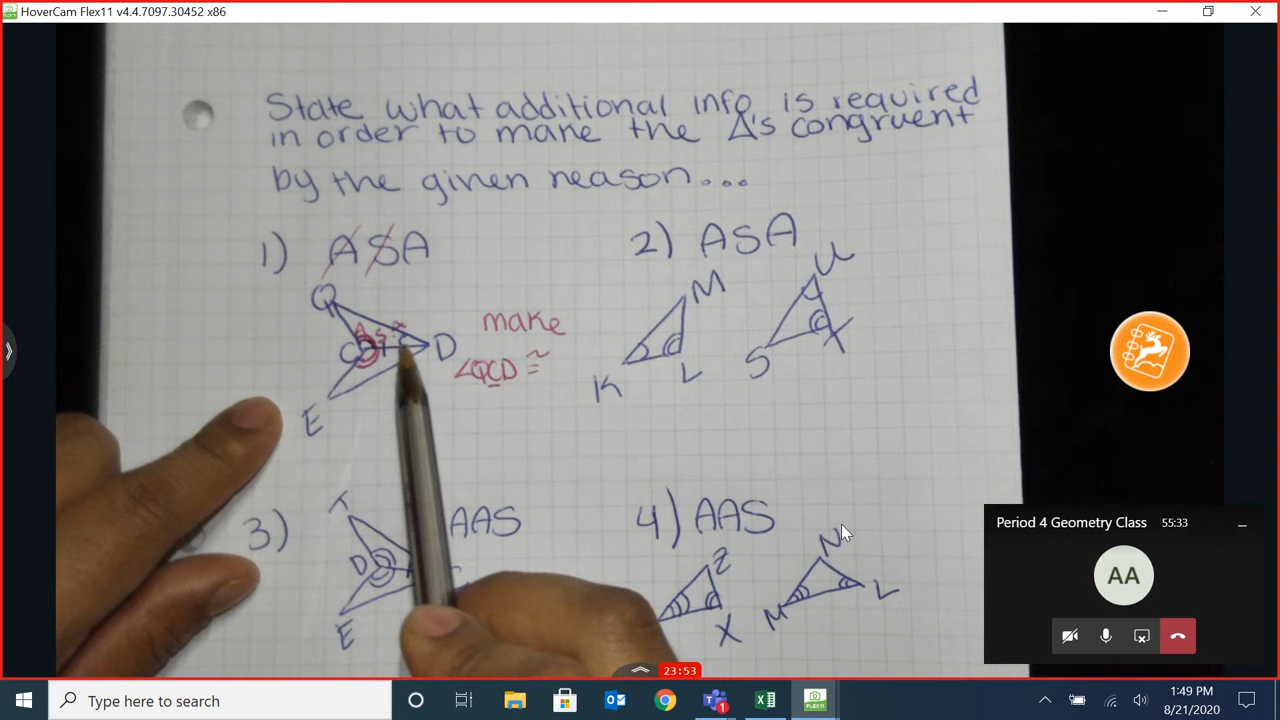 HoverCam Flex11 v4.4.7097.30452 x86
State what additional info is required
in order to make the Δ's congruent
by the given reason...
1) ASA
2) ASA
Q
A S A
C
D
E
make
∠QCD ≅
M
K
L
U
S
X
3)
AAS
T
D
E
4) AAS
Z
X
N
M
L
Period 4 Geometry Class 55:33
AA
23:53
Type here to search
1:49 PM
8/21/2020
1
FLEX11